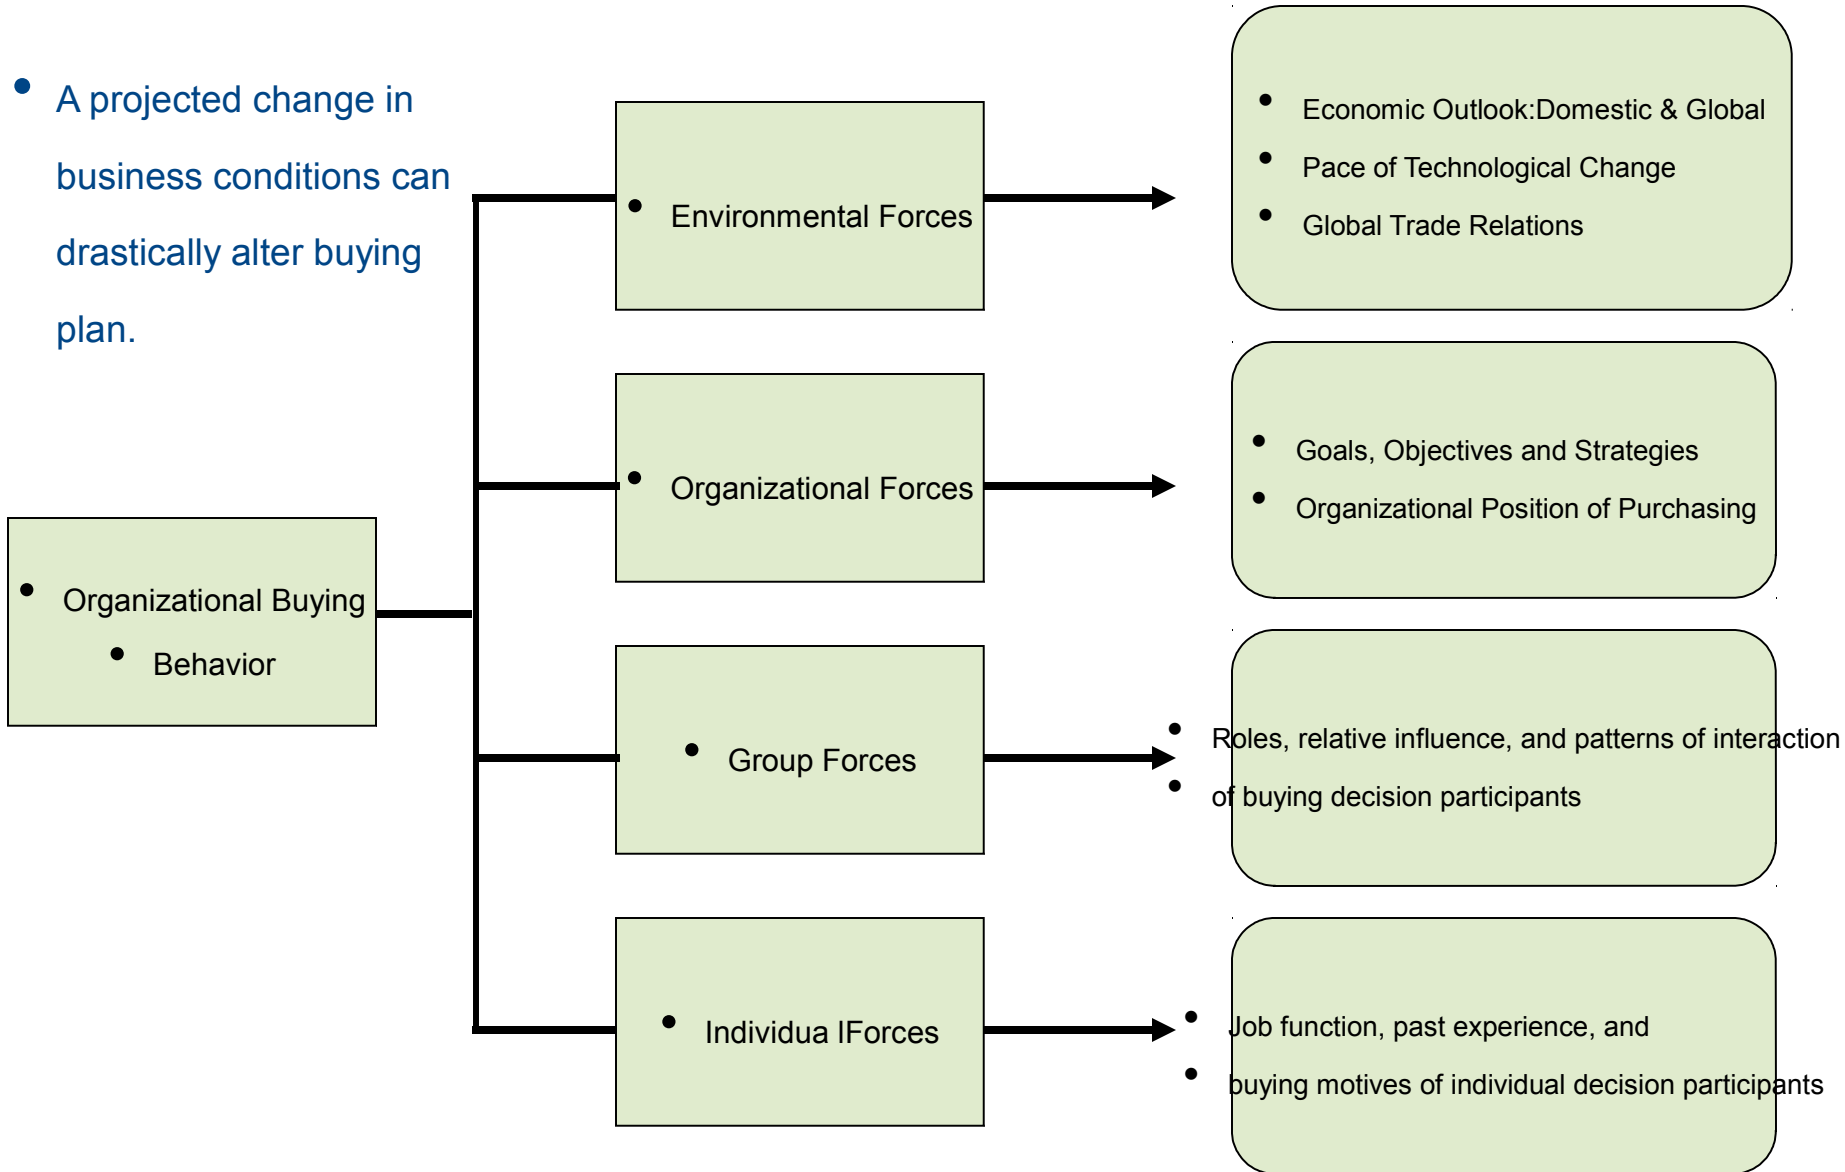 • A projected change in
business conditions can
drastically alter buying
plan.
• Organizational Buying
• Behavior
• Environmental Forces
• Economic Outlook:Domestic & Global
• Pace of Technological Change
• Global Trade Relations
• Organizational Forces
• Goals, Objectives and Strategies
• Organizational Position of Purchasing
• Group Forces
• Roles, relative influence, and patterns of interaction
• of buying decision participants
• Individua lForces
• Job function, past experience, and
• buying motives of individual decision participants